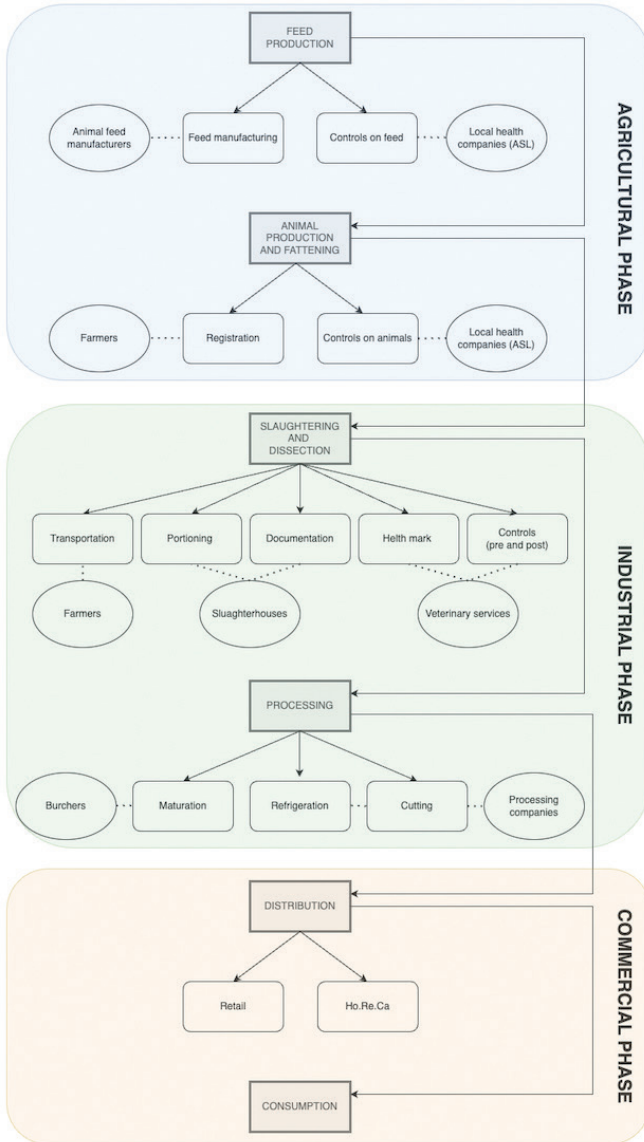 FEED
PRODUCTION
Animal feed
manufacturers
Feed manufacturing
Controls on feed
Local health
companies (ASL)
ANIMAL
PRODUCTION
AND FATTENING
Farmers
Registration
Controls on animals
Local health
companies (ASL)
AGRICULTURAL PHASE
SLAUGHTERING
AND
DISSECTION
Transportation
Portioning
Documentation
Helth mark
Controls
(pre and post)
Farmers
Sluaghterhouses
Veterinary services
PROCESSING
Burchers
Maturation
Refrigeration
Cutting
Processing
companies
INDUSTRIAL PHASE
DISTRIBUTION
Retail
Ho.Re.Ca
CONSUMPTION
COMMERCIAL PHASE